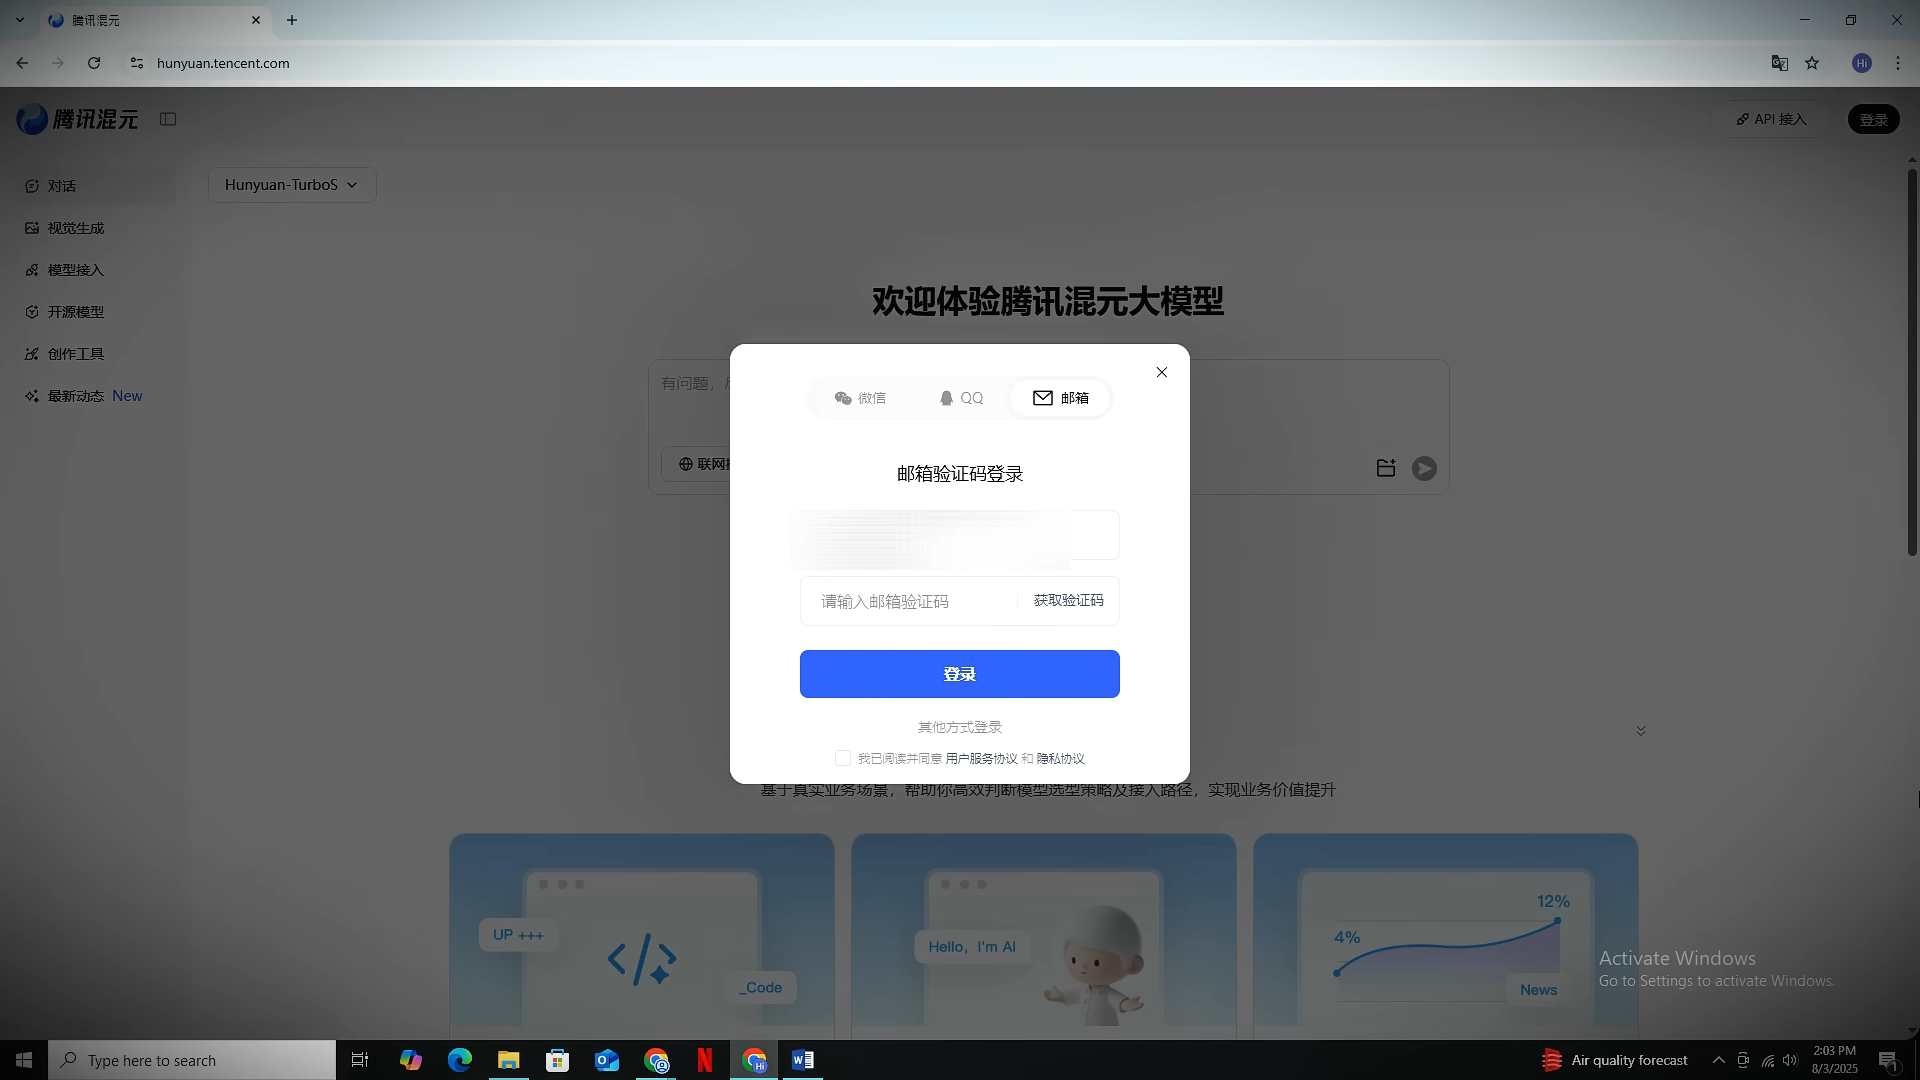 腾讯混元
hunyuan.tencent.com
Hi
腾讯混元
API 接入
登录
对话
Hunyuan-TurboS
视觉生成
模型接入
开源模型
创作工具
最新动态 New
欢迎体验腾讯混元大模型
有问题,
联网
微信
QQ
邮箱
邮箱验证码登录
请输入邮箱验证码
获取验证码
登录
其他方式登录
我已阅读并同意 用户服务协议 和 隐私协议
基于真实业务场景，帮助你高效判断模型选型策略及接入路径，实现业务价值提升
UP +++
</>
_Code
Hello, I'm AI
4%
12%
News
Activate Windows
Go to Settings to activate Windows.
Type here to search
Hi
Air quality forecast
2:03 PM
8/3/2025
1